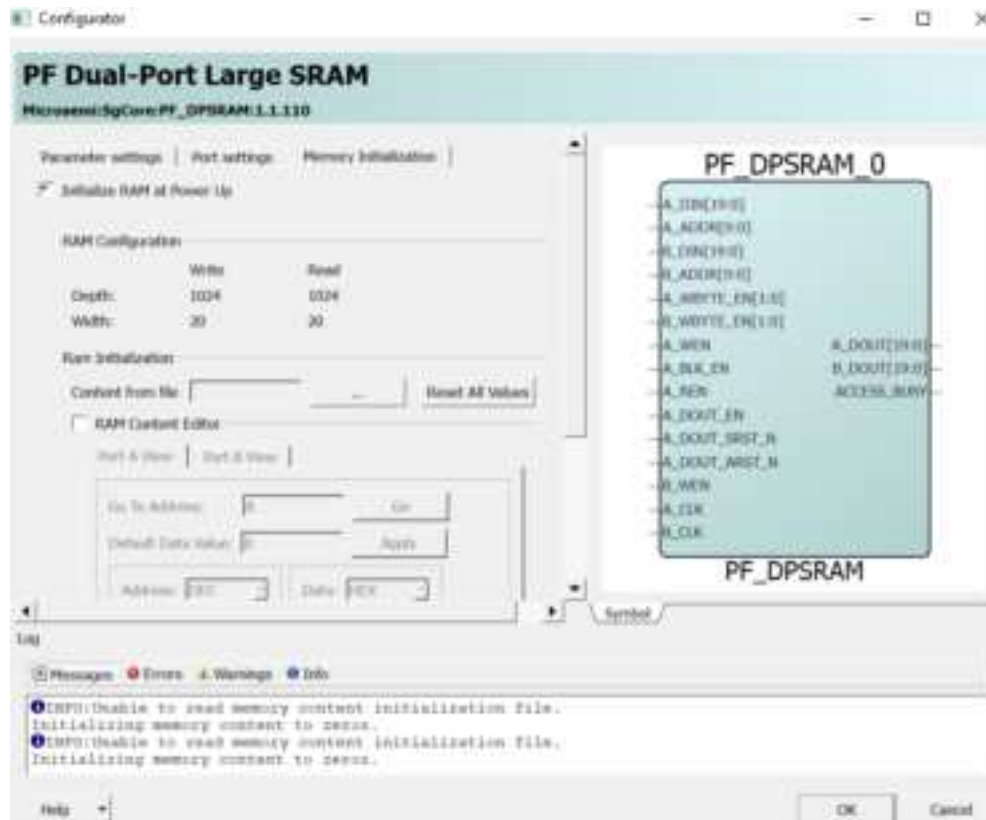 Configurator
PF Dual-Port Large SRAM
Microsemi:SgCore:PF_DPSRAM:1.1.110
Parameter settings Port settings Memory Initialization
Initialize RAM at Power Up
RAM Configuration
Write Read
Depth: 1024 1024
Width: 20 20
Ram Initialization
Content from file ... Reset All Values
RAM Content Editor
Port A View Port B View
Go To Address: 0 Go
Default Data Value: 0 Apply
Address: DEC Data: HEX
PF_DPSRAM_0
A_DIN[19:0]
A_ADDR[9:0]
B_DIN[19:0]
B_ADDR[9:0]
A_WBYTE_EN[1:0]
B_WBYTE_EN[1:0]
A_WEN A_DOUT[19:0]
A_BLK_EN B_DOUT[19:0]
A_REN ACCESS_BUSY
A_DOUT_EN
A_DOUT_SRST_N
A_DOUT_ARST_N
B_WEN
A_CLK
B_CLK
PF_DPSRAM
Symbol
Log
Messages Errors Warnings Info
INFO:Unable to read memory content initialization file.
Initializing memory content to zeros.
INFO:Unable to read memory content initialization file.
Initializing memory content to zeros.
Help OK Cancel